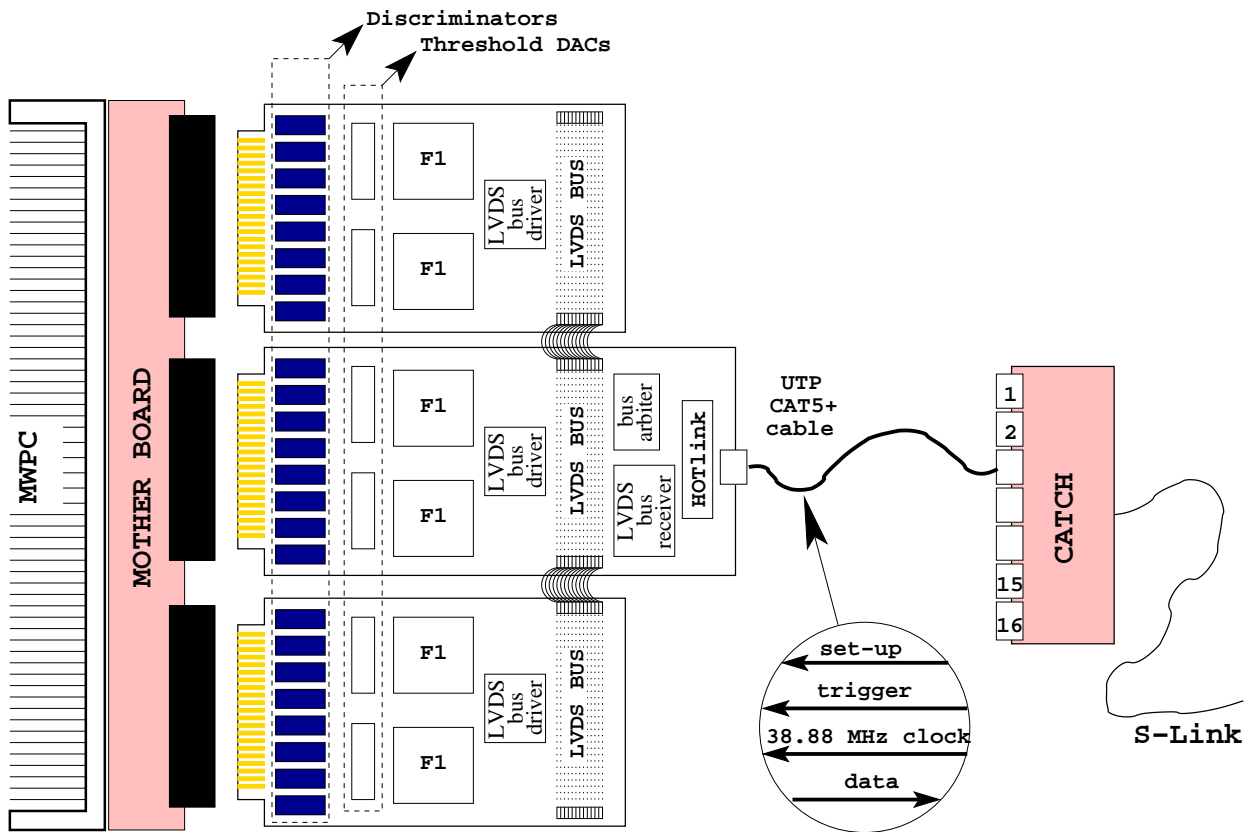 Discriminators
Threshold DACs
MWPC
MOTHER BOARD
F1
F1
LVDS
bus
driver
LVDS BUS
F1
F1
LVDS
bus
driver
LVDS BUS
bus
arbiter
LVDS
bus
receiver
HOTlink
F1
F1
LVDS
bus
driver
LVDS BUS
UTP
CAT5+
cable
1
2
15
16
CATCH
S-Link
set-up
trigger
38.88 MHz clock
data